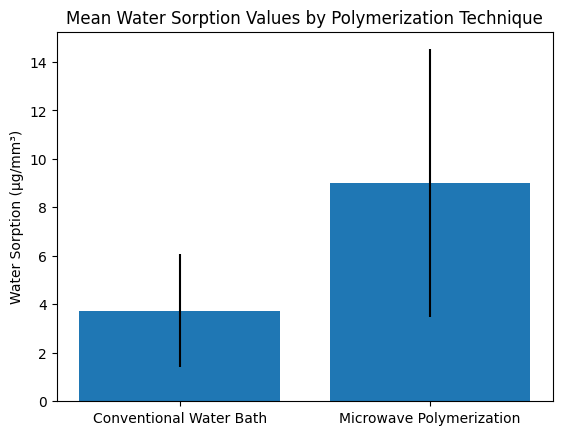 Mean Water Sorption Values by Polymerization Technique
Water Sorption (µg/mm³)
14
12
10
8
6
4
2
0
Conventional Water Bath
Microwave Polymerization